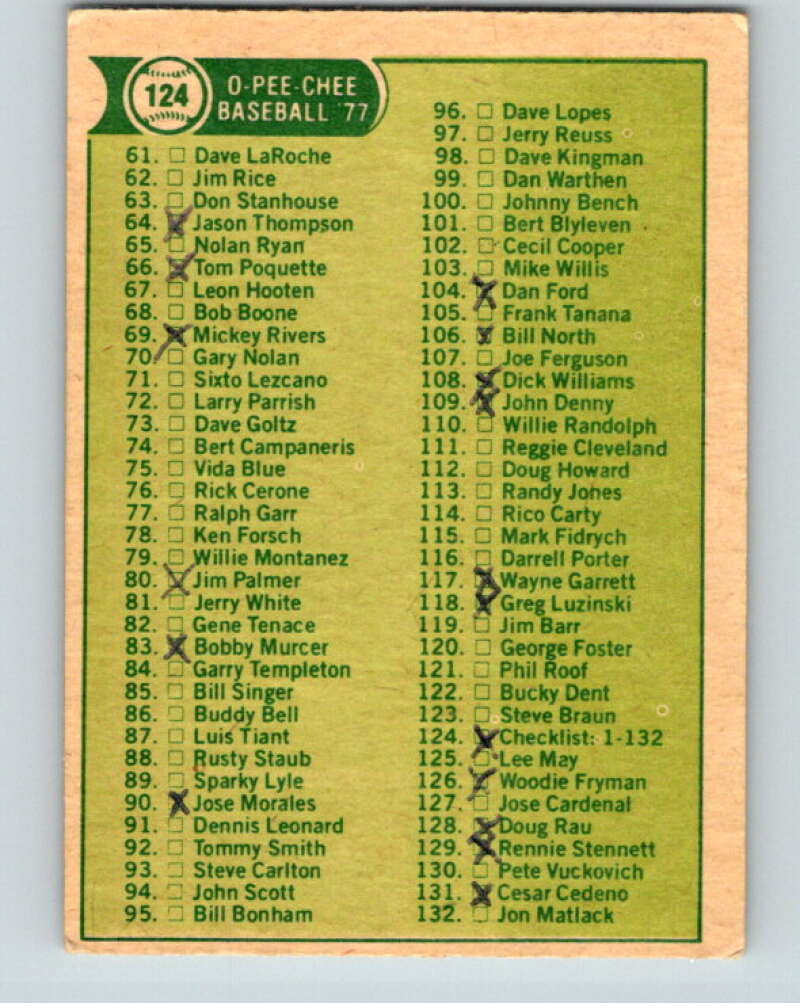 124
O-PEE-CHEE
BASEBALL '77
61. Dave LaRoche
62. Jim Rice
63. Don Stanhouse
64. Jason Thompson
65. Nolan Ryan
66. Tom Poquette
67. Leon Hooten
68. Bob Boone
69. Mickey Rivers
70. Gary Nolan
71. Sixto Lezcano
72. Larry Parrish
73. Dave Goltz
74. Bert Campaneris
75. Vida Blue
76. Rick Cerone
77. Ralph Garr
78. Ken Forsch
79. Willie Montanez
80. Jim Palmer
81. Jerry White
82. Gene Tenace
83. Bobby Murcer
84. Garry Templeton
85. Bill Singer
86. Buddy Bell
87. Luis Tiant
88. Rusty Staub
89. Sparky Lyle
90. Jose Morales
91. Dennis Leonard
92. Tommy Smith
93. Steve Carlton
94. John Scott
95. Bill Bonham
96. Dave Lopes
97. Jerry Reuss
98. Dave Kingman
99. Dan Warthen
100. Johnny Bench
101. Bert Blyleven
102. Cecil Cooper
103. Mike Willis
104. Dan Ford
105. Frank Tanana
106. Bill North
107. Joe Ferguson
108. Dick Williams
109. John Denny
110. Willie Randolph
111. Reggie Cleveland
112. Doug Howard
113. Randy Jones
114. Rico Carty
115. Mark Fidrych
116. Darrell Porter
117. Wayne Garrett
118. Greg Luzinski
119. Jim Barr
120. George Foster
121. Phil Roof
122. Bucky Dent
123. Steve Braun
124. Checklist: 1-132
125. Lee May
126. Woodie Fryman
127. Jose Cardenal
128. Doug Rau
129. Rennie Stennett
130. Pete Vuckovich
131. Cesar Cedeno
132. Jon Matlack